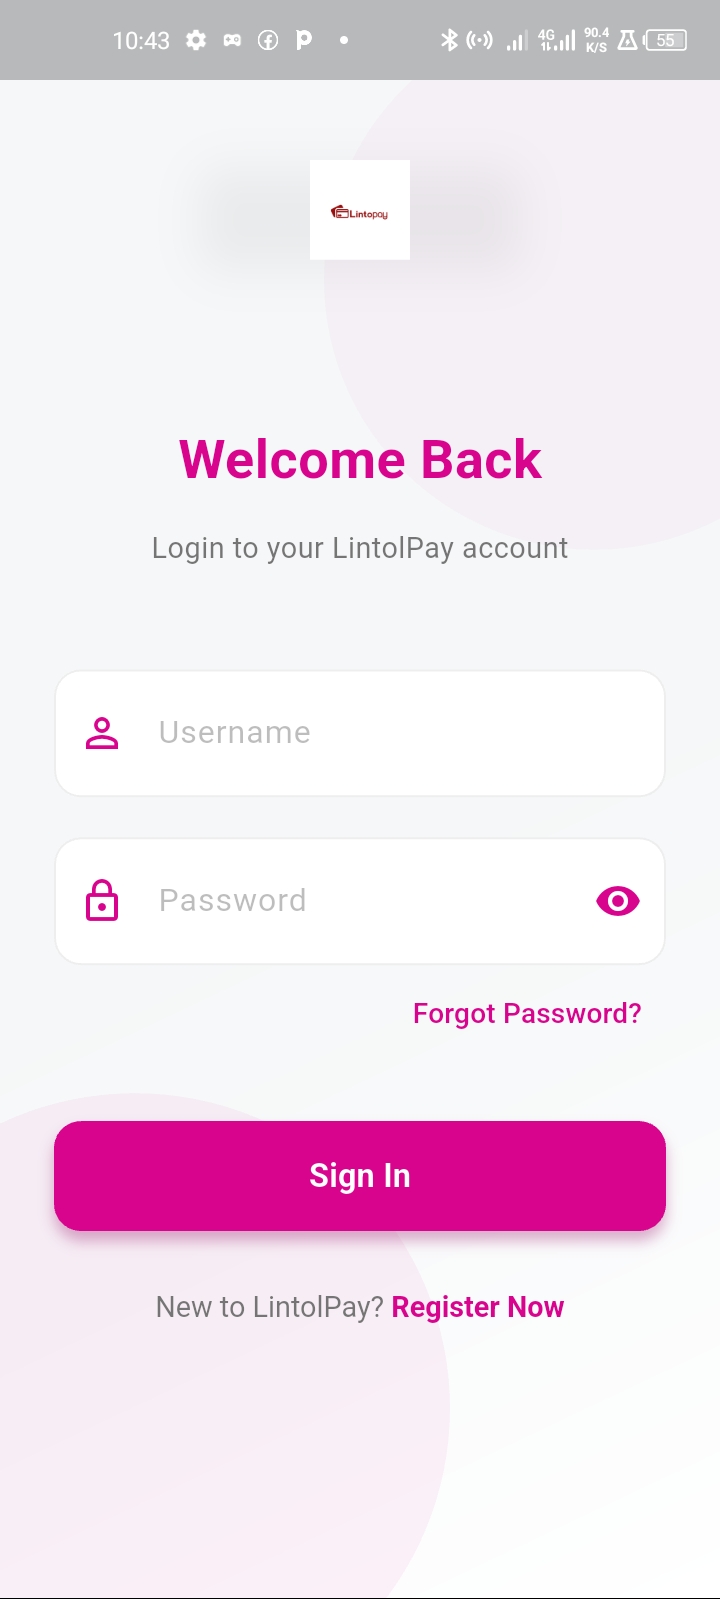 10:43 4G 90.4 K/S 55
Lintopay
Welcome Back
Login to your LintolPay account
Username
Password
Forgot Password?
Sign In
New to LintolPay? Register Now